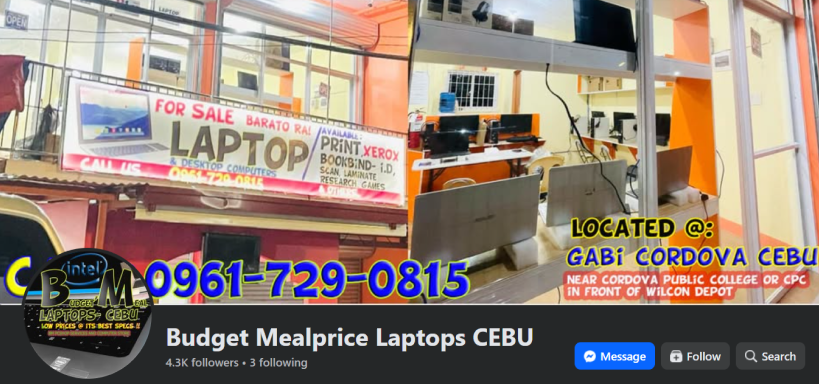 OPEN
LAPTOP
FOR SALE BARATO RA!
LAPTOP
& DESKTOP COMPUTERS
CALL US 0961-729-0815
AVAILABLE:
PRINT XEROX
BOOKBIND- I.D,
SCAN, LAMINATE
RESEARCH, GAMES
& OTHERS
LOCATED @:
GABI CORDOVA CEBU
NEAR CORDOVA PUBLIC COLLEGE OR CPC
IN FRONT OF WILCON DEPOT
0961-729-0815
intel
LAPTOPS- CEBU
LOW PRICES @ ITS BEST SPECS !!
Budget Mealprice Laptops CEBU
4.3K followers • 3 following
Message
Follow
Search